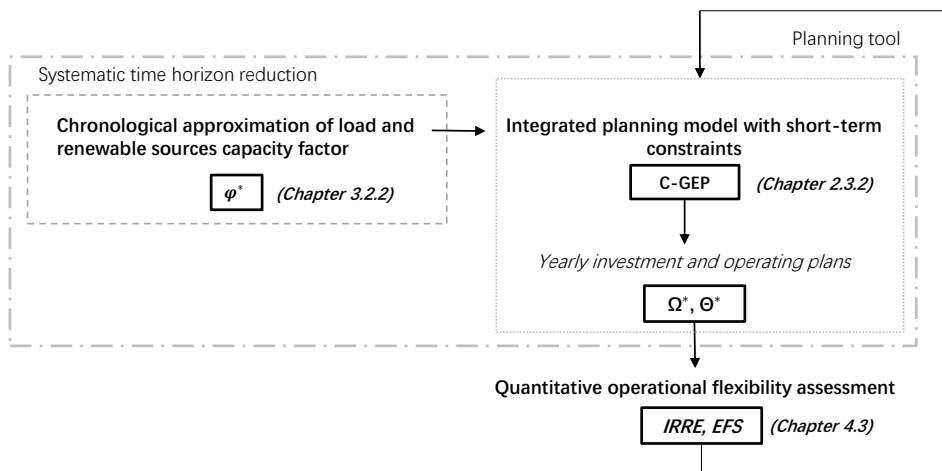 Planning tool
Systematic time horizon reduction
Chronological approximation of load and
renewable sources capacity factor
φ* (Chapter 3.2.2)
Integrated planning model with short-term
constraints
C-GEP (Chapter 2.3.2)
Yearly investment and operating plans
Ω*, Θ*
Quantitative operational flexibility assessment
IRRE, EFS (Chapter 4.3)